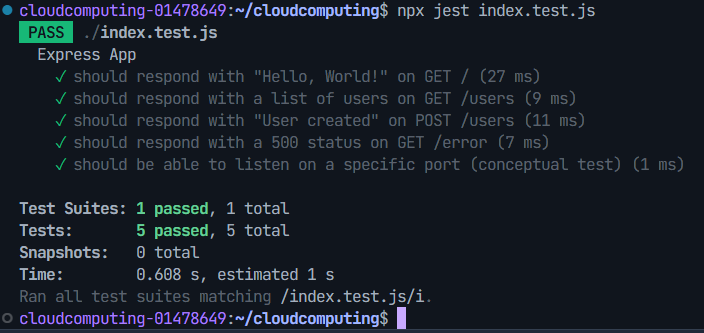 cloudcomputing-01478649:~/cloudcomputing$ npx jest index.test.js
PASS ./index.test.js
Express App
✓ should respond with "Hello, World!" on GET / (27 ms)
✓ should respond with a list of users on GET /users (9 ms)
✓ should respond with "User created" on POST /users (11 ms)
✓ should respond with a 500 status on GET /error (7 ms)
✓ should be able to listen on a specific port (conceptual test) (1 ms)
Test Suites: 1 passed, 1 total
Tests: 5 passed, 5 total
Snapshots: 0 total
Time: 0.608 s, estimated 1 s
Ran all test suites matching /index.test.js/i.
cloudcomputing-01478649:~/cloudcomputing$